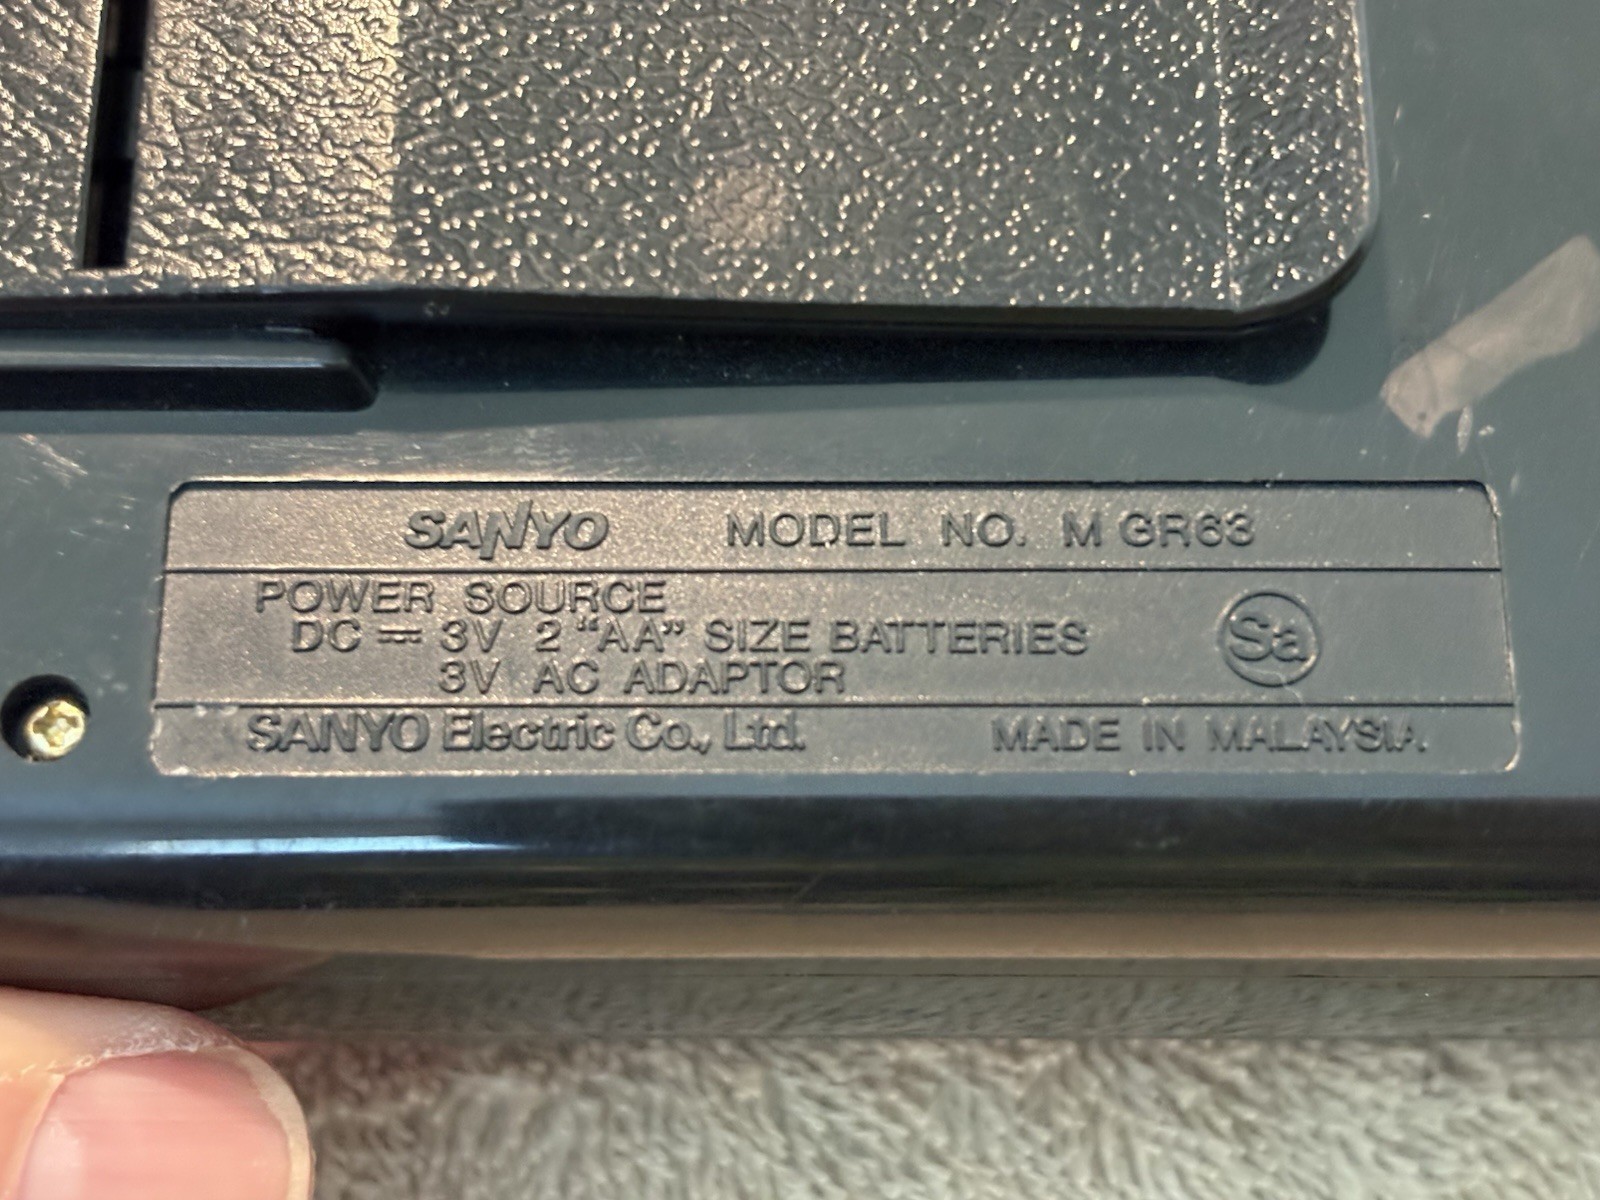 SANYO MODEL NO. M GR63
POWER SOURCE
DC ⎓ 3V 2 “AA” SIZE BATTERIES
3V AC ADAPTOR
Sa
SANYO Electric Co., Ltd. MADE IN MALAYSIA.